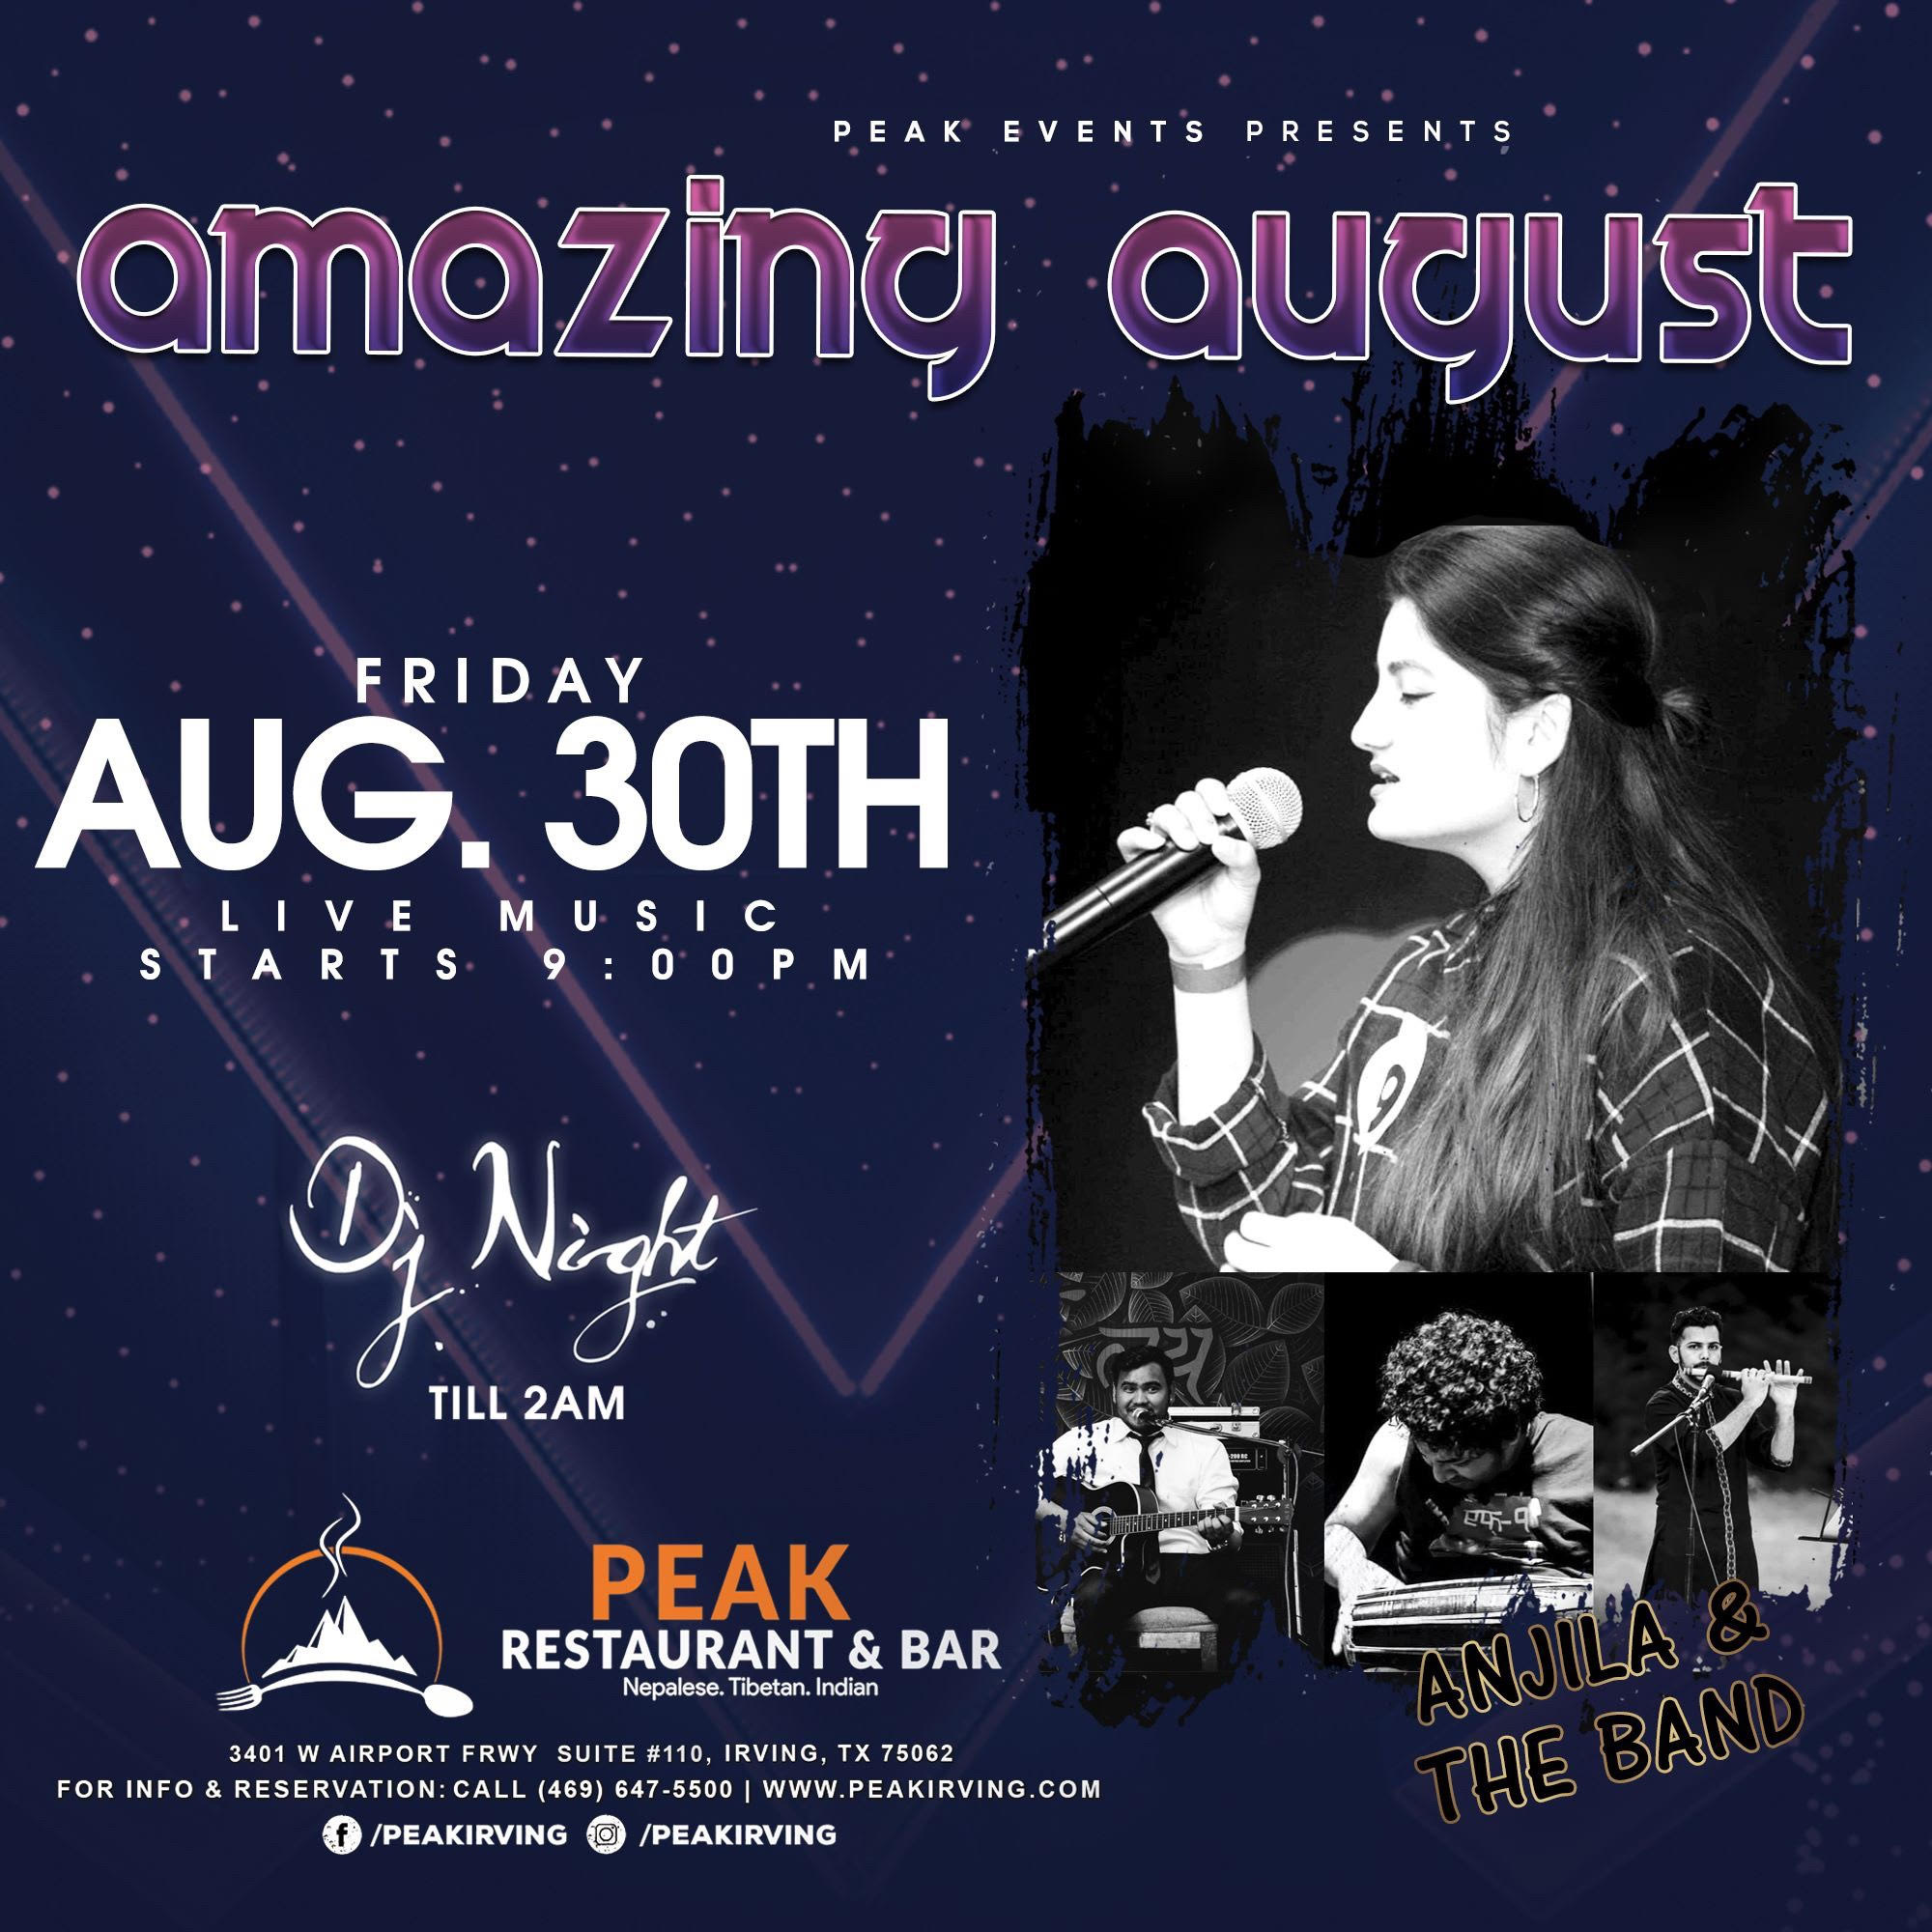 PEAK EVENTS PRESENTS
amazing august
FRIDAY
AUG. 30TH
LIVE MUSIC
STARTS 9:00PM
Dj Night
TILL 2AM
PEAK
RESTAURANT & BAR
Nepalese. Tibetan. Indian
3401 W AIRPORT FRWY SUITE #110, IRVING, TX 75062
FOR INFO & RESERVATION: CALL (469) 647-5500 | WWW.PEAKIRVING.COM
/PEAKIRVING /PEAKIRVING
ANJILA &
THE BAND